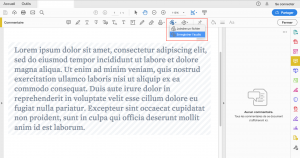 Accueil Outils
Se connecter
Partager
Commentaire
Lorem ipsum dolor sit amet, consectetur adipiscing elit,
sed do eiusmod tempor incididunt ut labore et dolore
magna aliqua. Ut enim ad minim veniam, quis nostrud
exercitation ullamco laboris nisi ut aliquip ex ea
commodo consequat. Duis aute irure dolor in
reprehenderit in voluptate velit esse cillum dolore eu
fugiat nulla pariatur. Excepteur sint occaecat cupidatat
non proident, sunt in culpa qui officia deserunt mollit
anim id est laborum.
Aucun commentaire